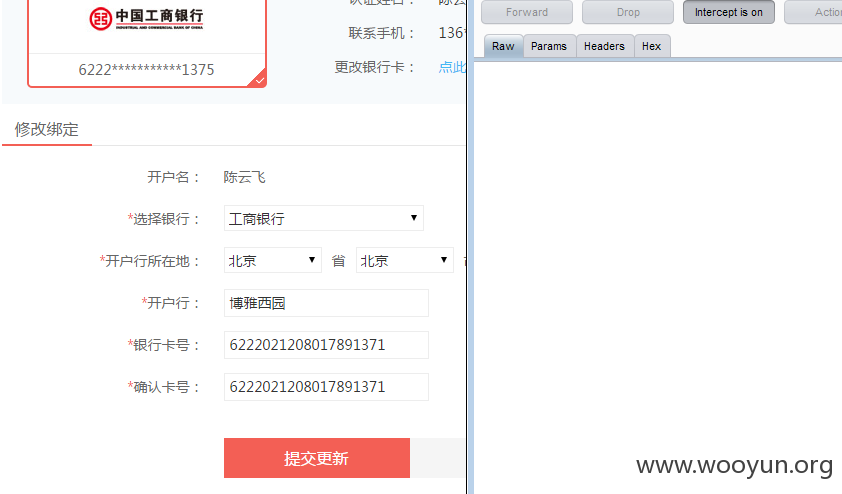 认证姓名：
中国工商银行
INDUSTRIAL AND COMMERCIAL BANK OF CHINA
6222***********1375
联系手机： 136*
更改银行卡： 点此
修改绑定
开户名： 陈云飞
*选择银行： 工商银行
*开户行所在地： 北京 省 北京
*开户行： 博雅西园
*银行卡号： 6222021208017891371
*确认卡号： 6222021208017891371
提交更新
Forward Drop Intercept is on Action
Raw Params Headers Hex
www.wooyun.org